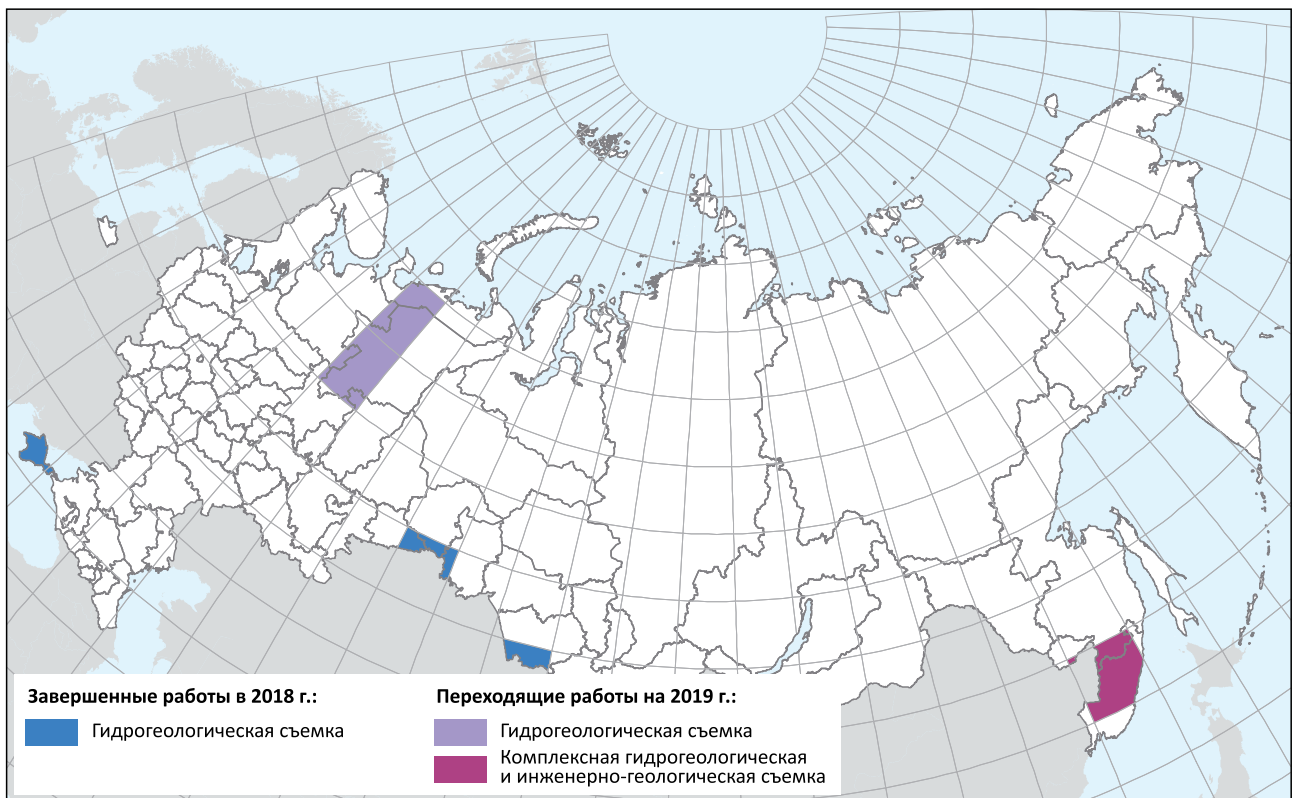 Завершенные работы в 2018 г.:
Гидрогеологическая съемка
Переходящие работы на 2019 г.:
Гидрогеологическая съемка
Комплексная гидрогеологическая
и инженерно-геологическая съемка